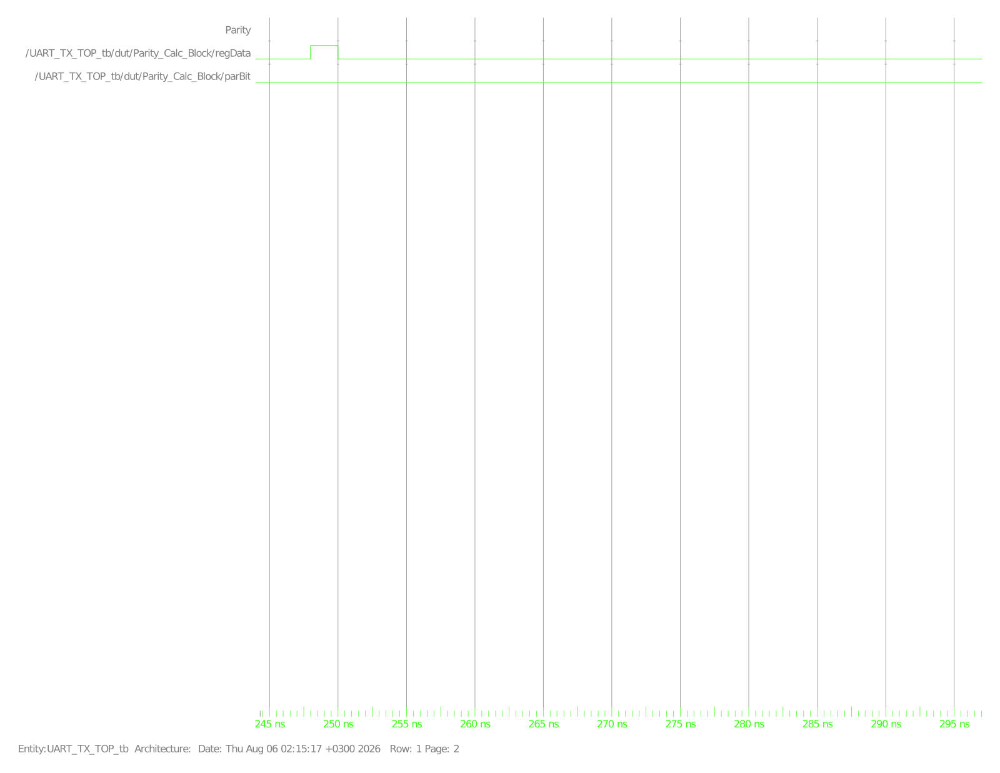 Parity
/UART_TX_TOP_tb/dut/Parity_Calc_Block/regData
/UART_TX_TOP_tb/dut/Parity_Calc_Block/parBit
245 ns 250 ns 255 ns 260 ns 265 ns 270 ns 275 ns 280 ns 285 ns 290 ns 295 ns
Entity:UART_TX_TOP_tb Architecture: Date: Thu Aug 06 02:15:17 +0300 2026 Row: 1 Page: 2